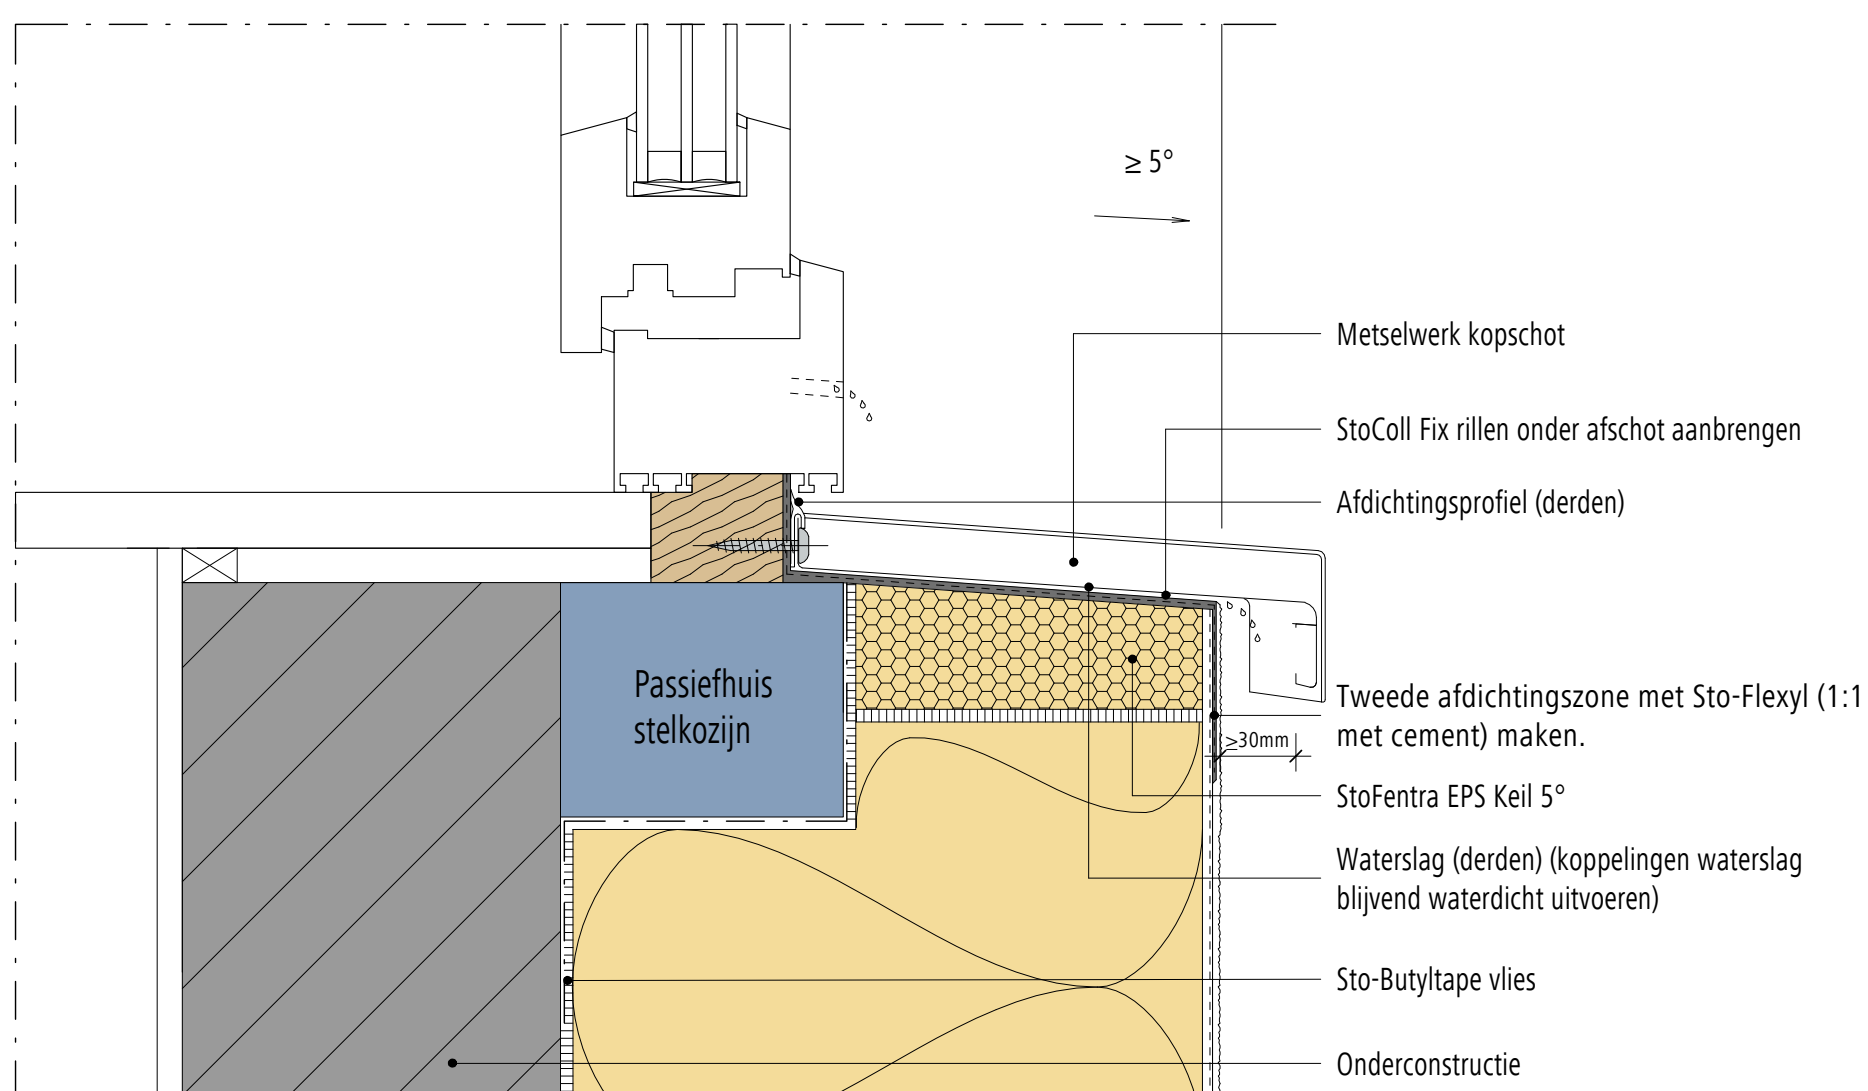 ≥ 5°
Metselwerk kopschot
StoColl Fix rillen onder afschot aanbrengen
Afdichtingsprofiel (derden)
Passiefhuis
stelkozijn
Tweede afdichtingszone met Sto-Flexyl (1:1
met cement) maken.
≥30mm
StoFentra EPS Keil 5°
Waterslag (derden) (koppelingen waterslag
blijvend waterdicht uitvoeren)
Sto-Butyltape vlies
Onderconstructie